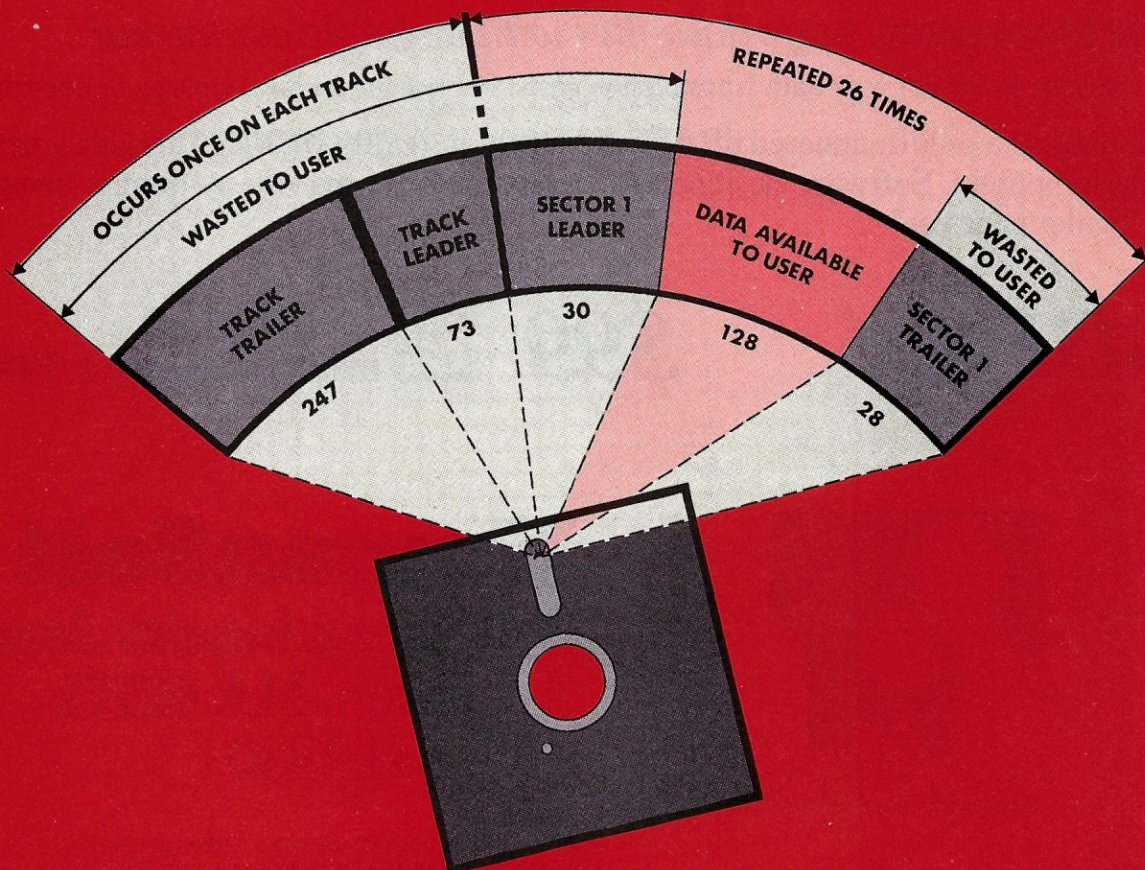 OCCURS ONCE ON EACH TRACK
REPEATED 26 TIMES
WASTED TO USER
TRACK
TRAILER
TRACK
LEADER
SECTOR 1
LEADER
DATA AVAILABLE
TO USER
WASTED
TO USER
SECTOR 1
TRAILER
247
73
30
128
28